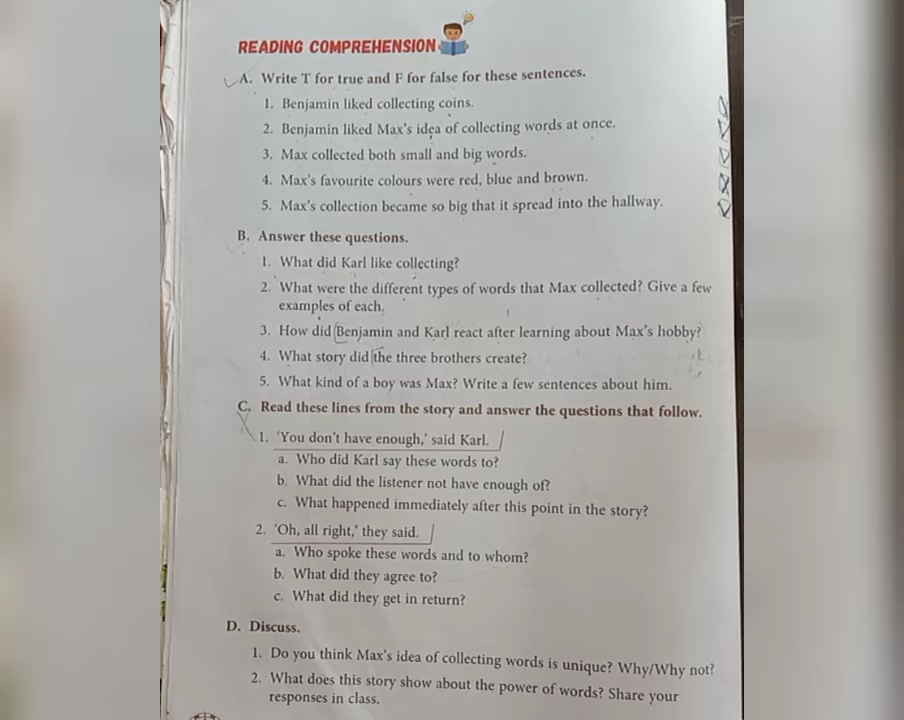 READING COMPREHENSION
A. Write T for true and F for false for these sentences.
1. Benjamin liked collecting coins.
2. Benjamin liked Max's idea of collecting words at once.
3. Max collected both small and big words.
4. Max's favourite colours were red, blue and brown.
5. Max's collection became so big that it spread into the hallway.
B. Answer these questions.
1. What did Karl like collecting?
2. What were the different types of words that Max collected? Give a few
examples of each.
3. How did Benjamin and Karl react after learning about Max's hobby?
4. What story did the three brothers create?
5. What kind of a boy was Max? Write a few sentences about him.
C. Read these lines from the story and answer the questions that follow.
1. 'You don't have enough,' said Karl.
a. Who did Karl say these words to?
b. What did the listener not have enough of?
c. What happened immediately after this point in the story?
2. 'Oh, all right,' they said.
a. Who spoke these words and to whom?
b. What did they agree to?
c. What did they get in return?
D. Discuss.
1. Do you think Max's idea of collecting words is unique? Why/Why not?
2. What does this story show about the power of words? Share your
responses in class.